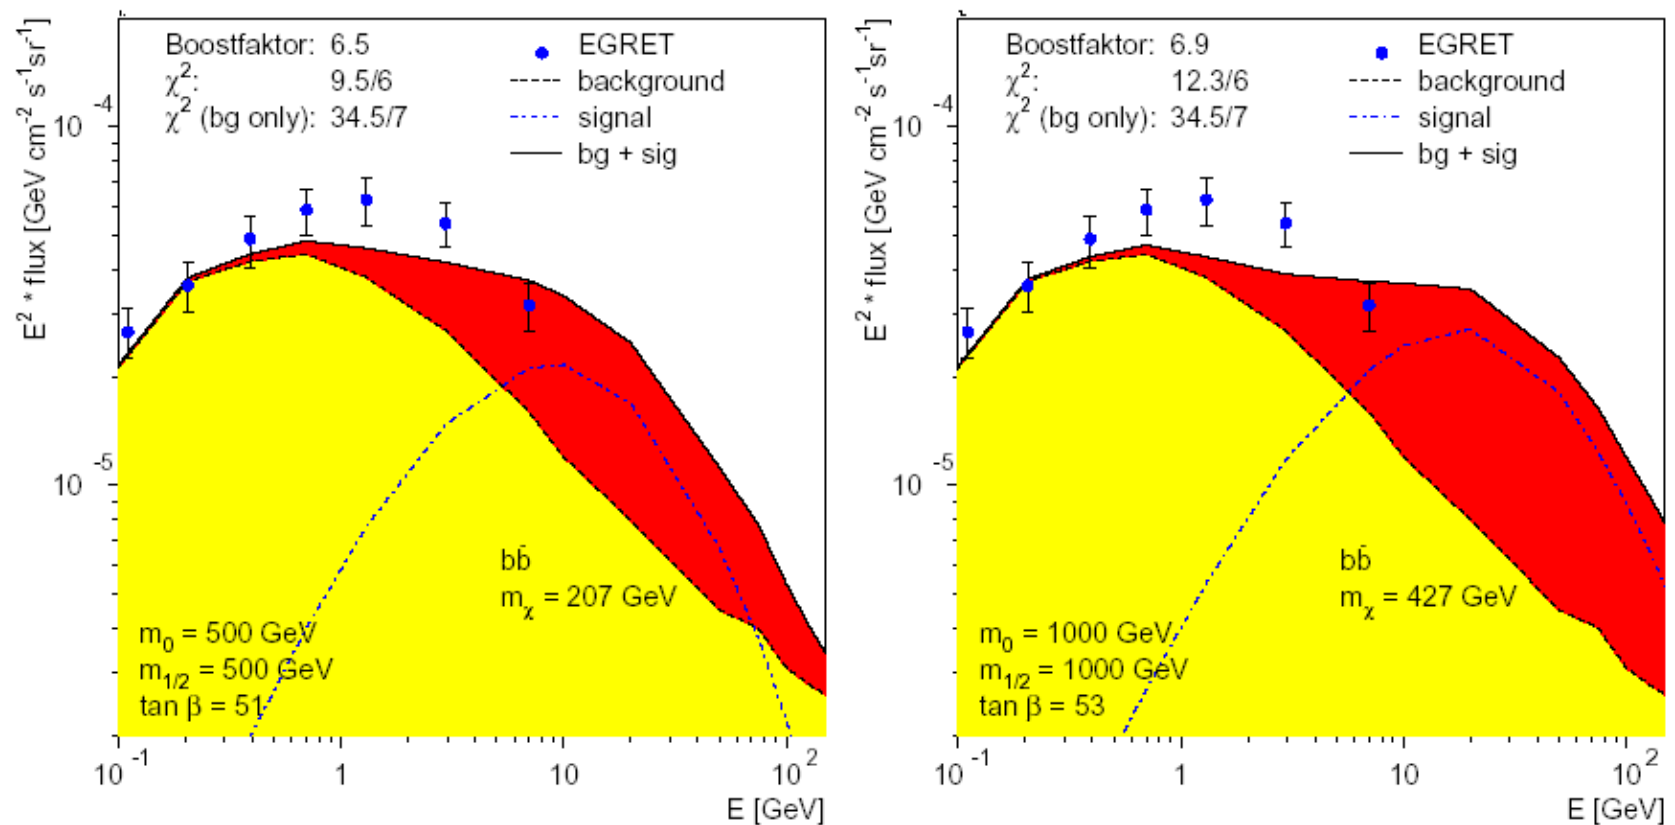 Boostfaktor: 6.5
χ²: 9.5/6
χ² (bg only): 34.5/7
EGRET
background
signal
bg + sig
E² * flux [GeV cm⁻² s⁻¹sr⁻¹]
10⁻⁴
10⁻⁵
bb̄
m_χ = 207 GeV
m₀ = 500 GeV
m₁/₂ = 500 GeV
tan β = 51
10⁻¹ 1 10 10²
E [GeV]
Boostfaktor: 6.9
χ²: 12.3/6
χ² (bg only): 34.5/7
EGRET
background
signal
bg + sig
E² * flux [GeV cm⁻² s⁻¹sr⁻¹]
10⁻⁴
10⁻⁵
bb̄
m_χ = 427 GeV
m₀ = 1000 GeV
m₁/₂ = 1000 GeV
tan β = 53
10⁻¹ 1 10 10²
E [GeV]